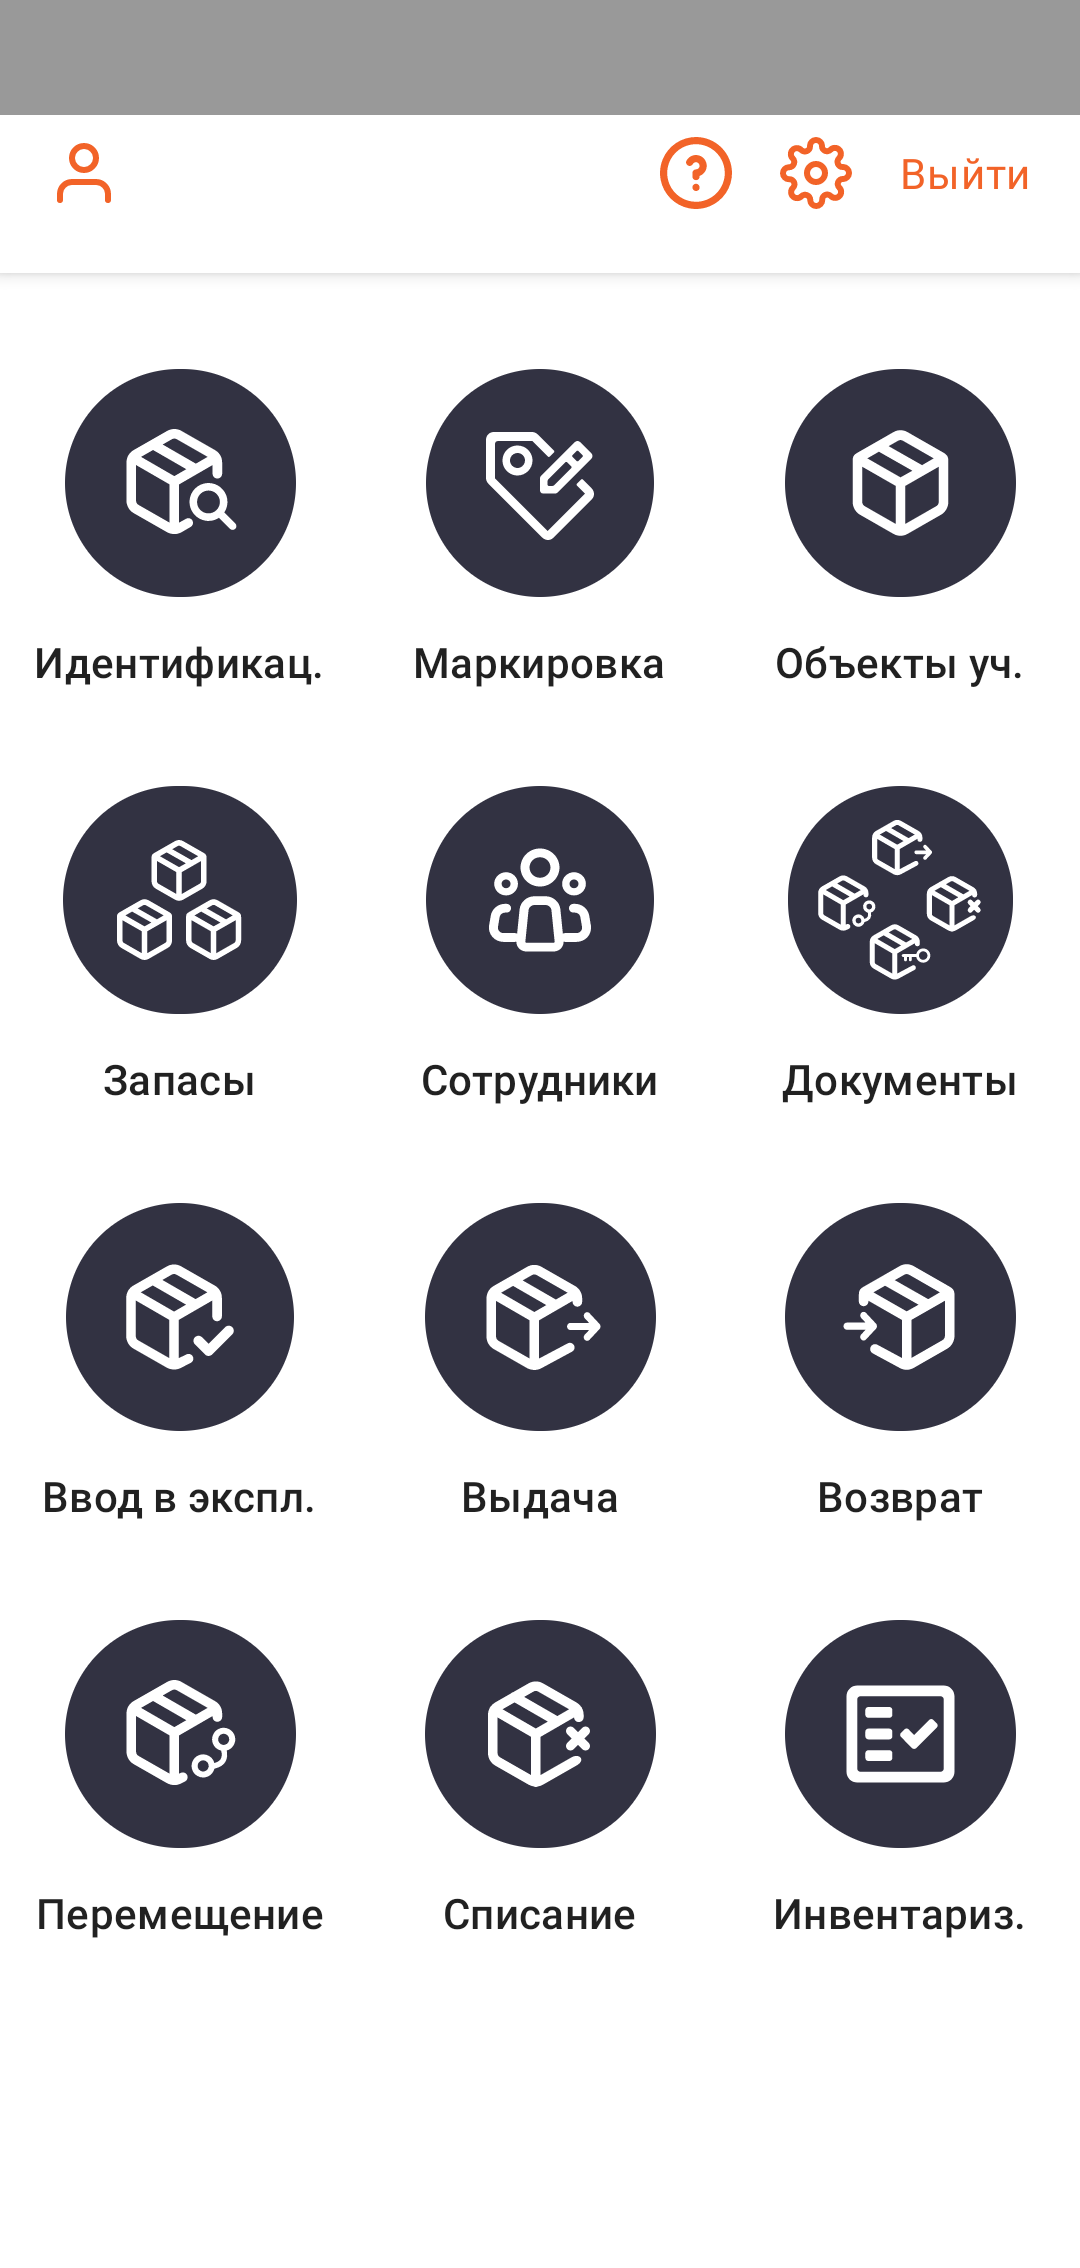 Выйти
Идентификац.
Маркировка
Объекты уч.
Запасы
Сотрудники
Документы
Ввод в экспл.
Выдача
Возврат
Перемещение
Списание
Инвентариз.